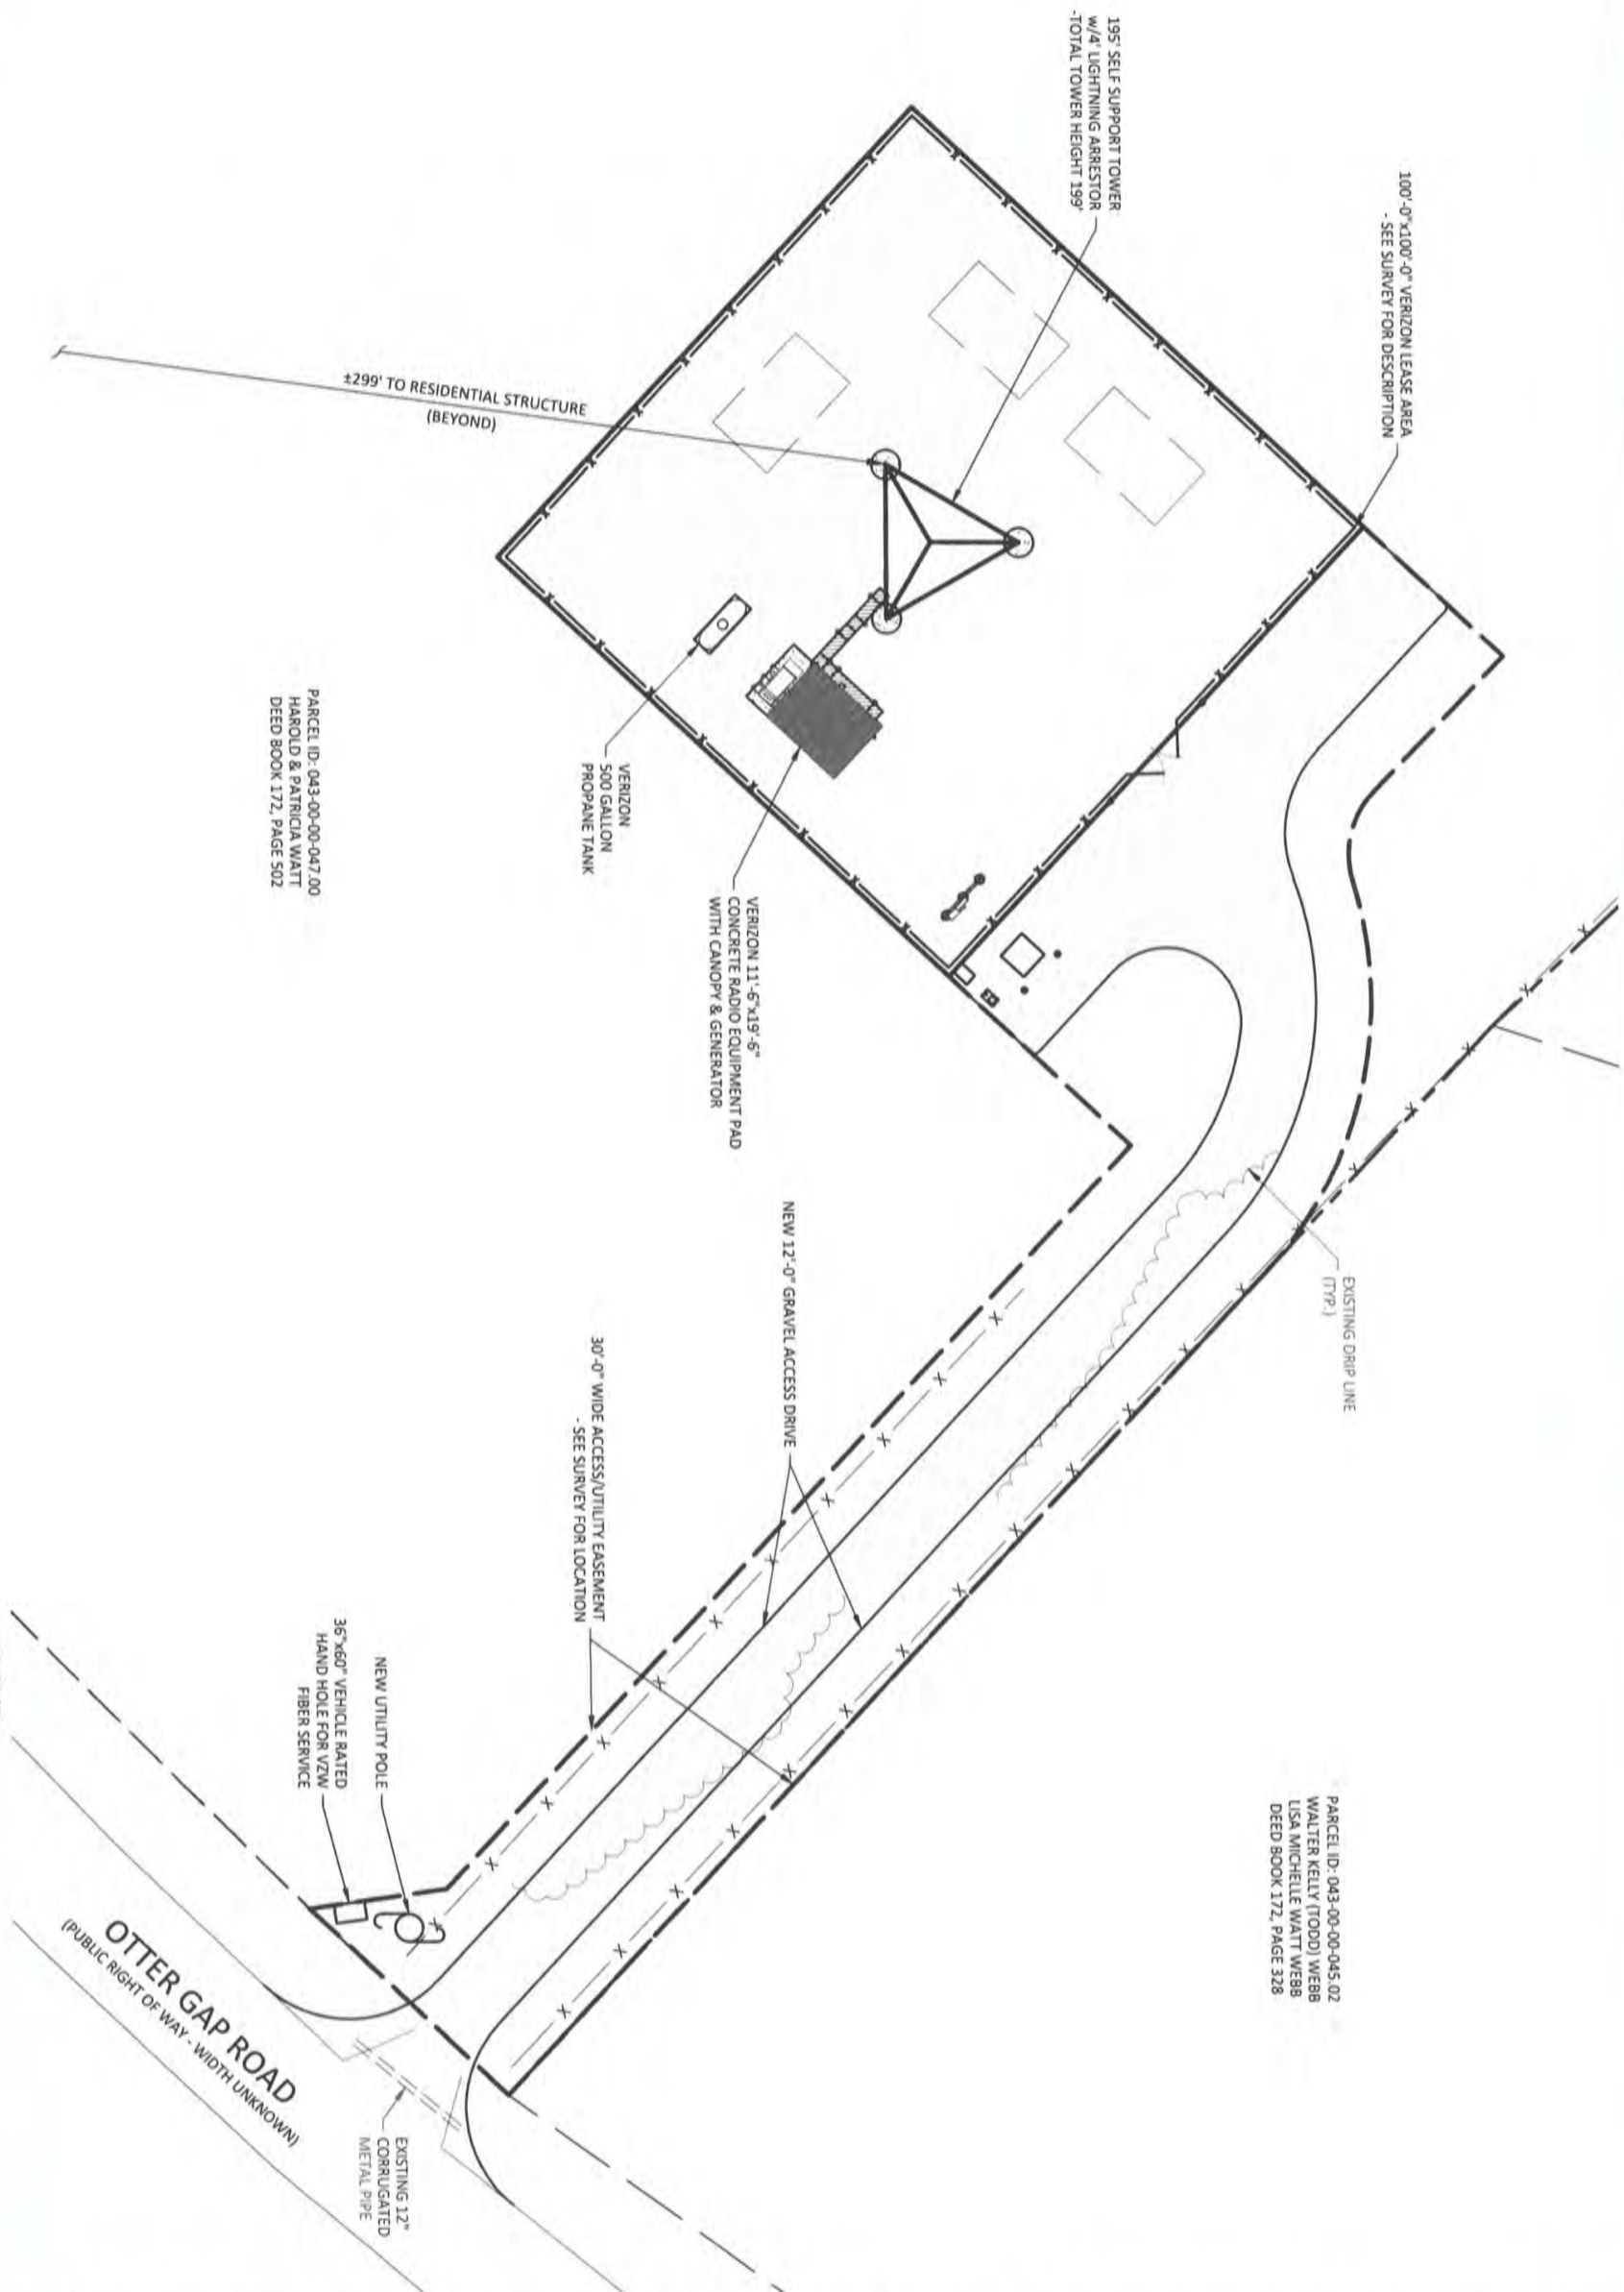 195' SELF SUPPORT TOWER
w/4' LIGHTNING ARRESTOR
-TOTAL TOWER HEIGHT 199'
100'-0"x100'-0" VERIZON LEASE AREA
- SEE SURVEY FOR DESCRIPTION
±299' TO RESIDENTIAL STRUCTURE
(BEYOND)
PARCEL ID: 043-00-00-047.00
HAROLD & PATRICIA WATT
DEED BOOK 172, PAGE 502
VERIZON
500 GALLON
PROPANE TANK
VERIZON 11'-6"x19'-6"
CONCRETE RADIO EQUIPMENT PAD
WITH CANOPY & GENERATOR
EXISTING DRIP LINE
(TYP.)
NEW 12'-0" GRAVEL ACCESS DRIVE
30'-0" WIDE ACCESS/UTILITY EASEMENT
- SEE SURVEY FOR LOCATION
NEW UTILITY POLE
36"x60" VEHICLE RATED
HAND HOLE FOR VZW
FIBER SERVICE
PARCEL ID: 043-00-00-045.02
WALTER KELLY (TODD) WEBB
LISA MICHELLE WATT WEBB
DEED BOOK 172, PAGE 328
OTTER GAP ROAD
(PUBLIC RIGHT OF WAY - WIDTH UNKNOWN)
EXISTING 12"
CORRUGATED
METAL PIPE